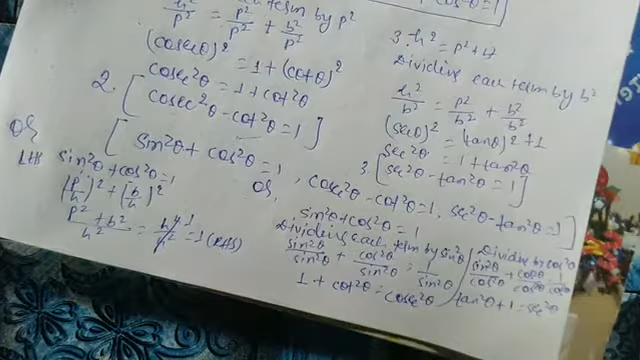 cos²θ = 1]
each term by p²
h²/p² = p²/p² + b²/p²
(cosecθ)² = 1 + (cotθ)²
cosec²θ = 1 + cot²θ
2. [cosec²θ - cot²θ = 1]
3. h² = p² + b²
Dividing each term by b²
h²/b² = p²/b² + b²/b²
(secθ)² = (tanθ)² + 1
sec²θ = 1 + tan²θ
3. [sec²θ - tan²θ = 1]
[sin²θ + cos²θ = 1, cosec²θ - cot²θ = 1, sec²θ - tan²θ = 1]
OR
LHS sin²θ + cos²θ = 1
(p/h)² + (b/h)²
p² + b²/h² = h²/h² = 1 (RHS)
OR,
sin²θ + cos²θ = 1
Dividing each term by sin²θ
sin²θ/sin²θ + cos²θ/sin²θ = 1/sin²θ
1 + cot²θ = cosec²θ
Dividing by cos²θ
sin²θ/cos²θ + cos²θ/cos²θ =
tan²θ + 1 = sec²θ